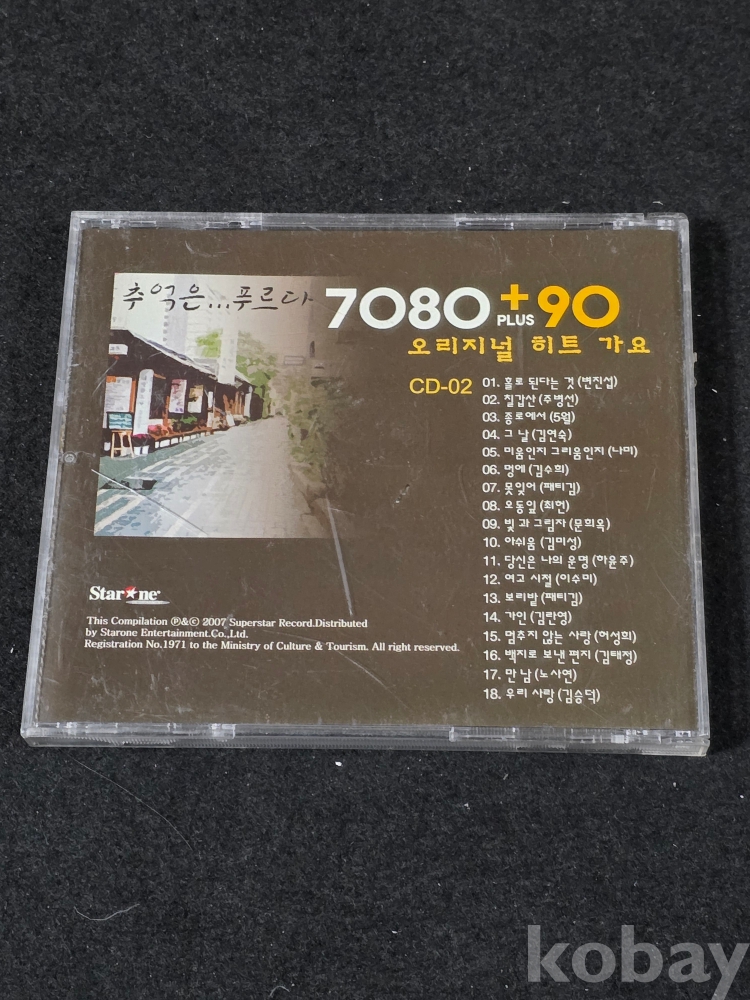 추억은...푸르다
7080 +PLUS 90
오리지널 히트 가요
CD-02
01. 홀로 된다는 것 (변진섭)
02. 칠갑산 (주병선)
03. 종로에서 (5월)
04. 그 날 (김연숙)
05. 미움인지 그리움인지 (나미)
06. 멍에 (김수희)
07. 못잊어 (패티김)
08. 오동잎 (최헌)
09. 빛과 그림자 (문희옥)
10. 아쉬움 (김미성)
11. 당신은 나의 운명 (하윤주)
12. 여고 시절 (이수미)
13. 보리밭 (패티김)
14. 가인 (김란영)
15. 멈추지 않는 사랑 (허성희)
16. 백지로 보낸 편지 (김태정)
17. 만남 (노사연)
18. 우리 사랑 (김승덕)
Star one
This Compilation ℗&© 2007 Superstar Record.Distributed
by Starone Entertainment.Co.,Ltd.
Registration No.1971 to the Ministry of Culture & Tourism. All right reserved.
kobay